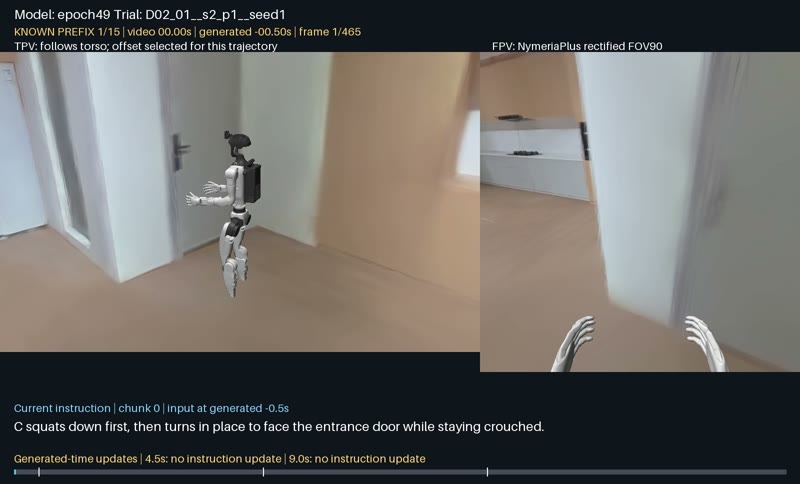 Model: epoch49 Trial: D02_01__s2_p1__seed1
KNOWN PREFIX 1/15 | video 00.00s | generated -00.50s | frame 1/465
TPV: follows torso; offset selected for this trajectory
FPV: NymeriaPlus rectified FOV90
Current instruction | chunk 0 | input at generated -0.5s
C squats down first, then turns in place to face the entrance door while staying crouched.
Generated-time updates | 4.5s: no instruction update | 9.0s: no instruction update